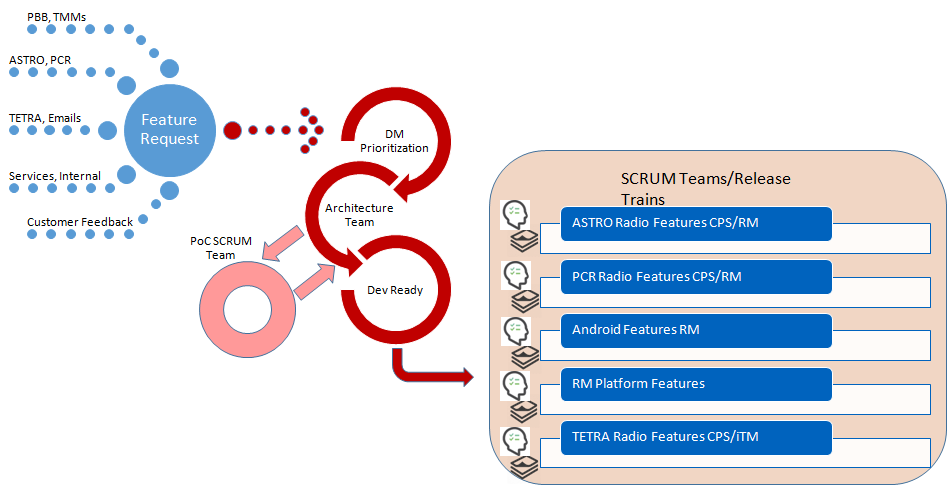 PBB, TMMs
ASTRO, PCR
TETRA, Emails
Services, Internal
Customer Feedback
Feature
Request
DM
Prioritization
Architecture
Team
PoC SCRUM
Team
Dev Ready
SCRUM Teams/Release
Trains
ASTRO Radio Features CPS/RM
PCR Radio Features CPS/RM
Android Features RM
RM Platform Features
TETRA Radio Features CPS/iTM